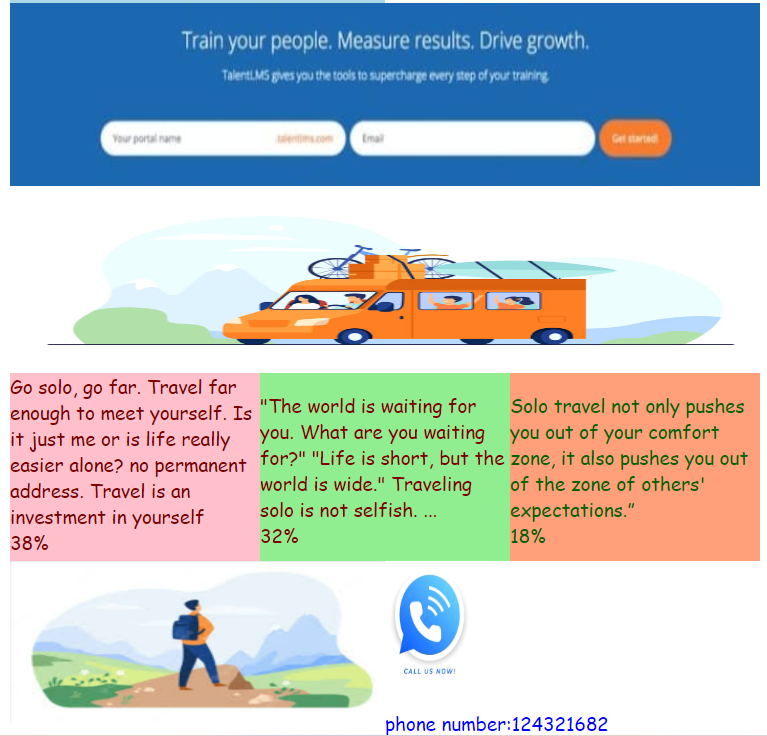 Train your people. Measure results. Drive growth.
TalentLMS gives you the tools to supercharge every step of your training.
Your portal name
.talentlms.com
Email
Get started!
Go solo, go far. Travel far
enough to meet yourself. Is
it just me or is life really
easier alone? no permanent
address. Travel is an
investment in yourself
38%
"The world is waiting for
you. What are you waiting
for?" "Life is short, but the
world is wide." Traveling
solo is not selfish. ...
32%
Solo travel not only pushes
you out of your comfort
zone, it also pushes you out
of the zone of others'
expectations.”
18%
CALL US NOW!
phone number:124321682